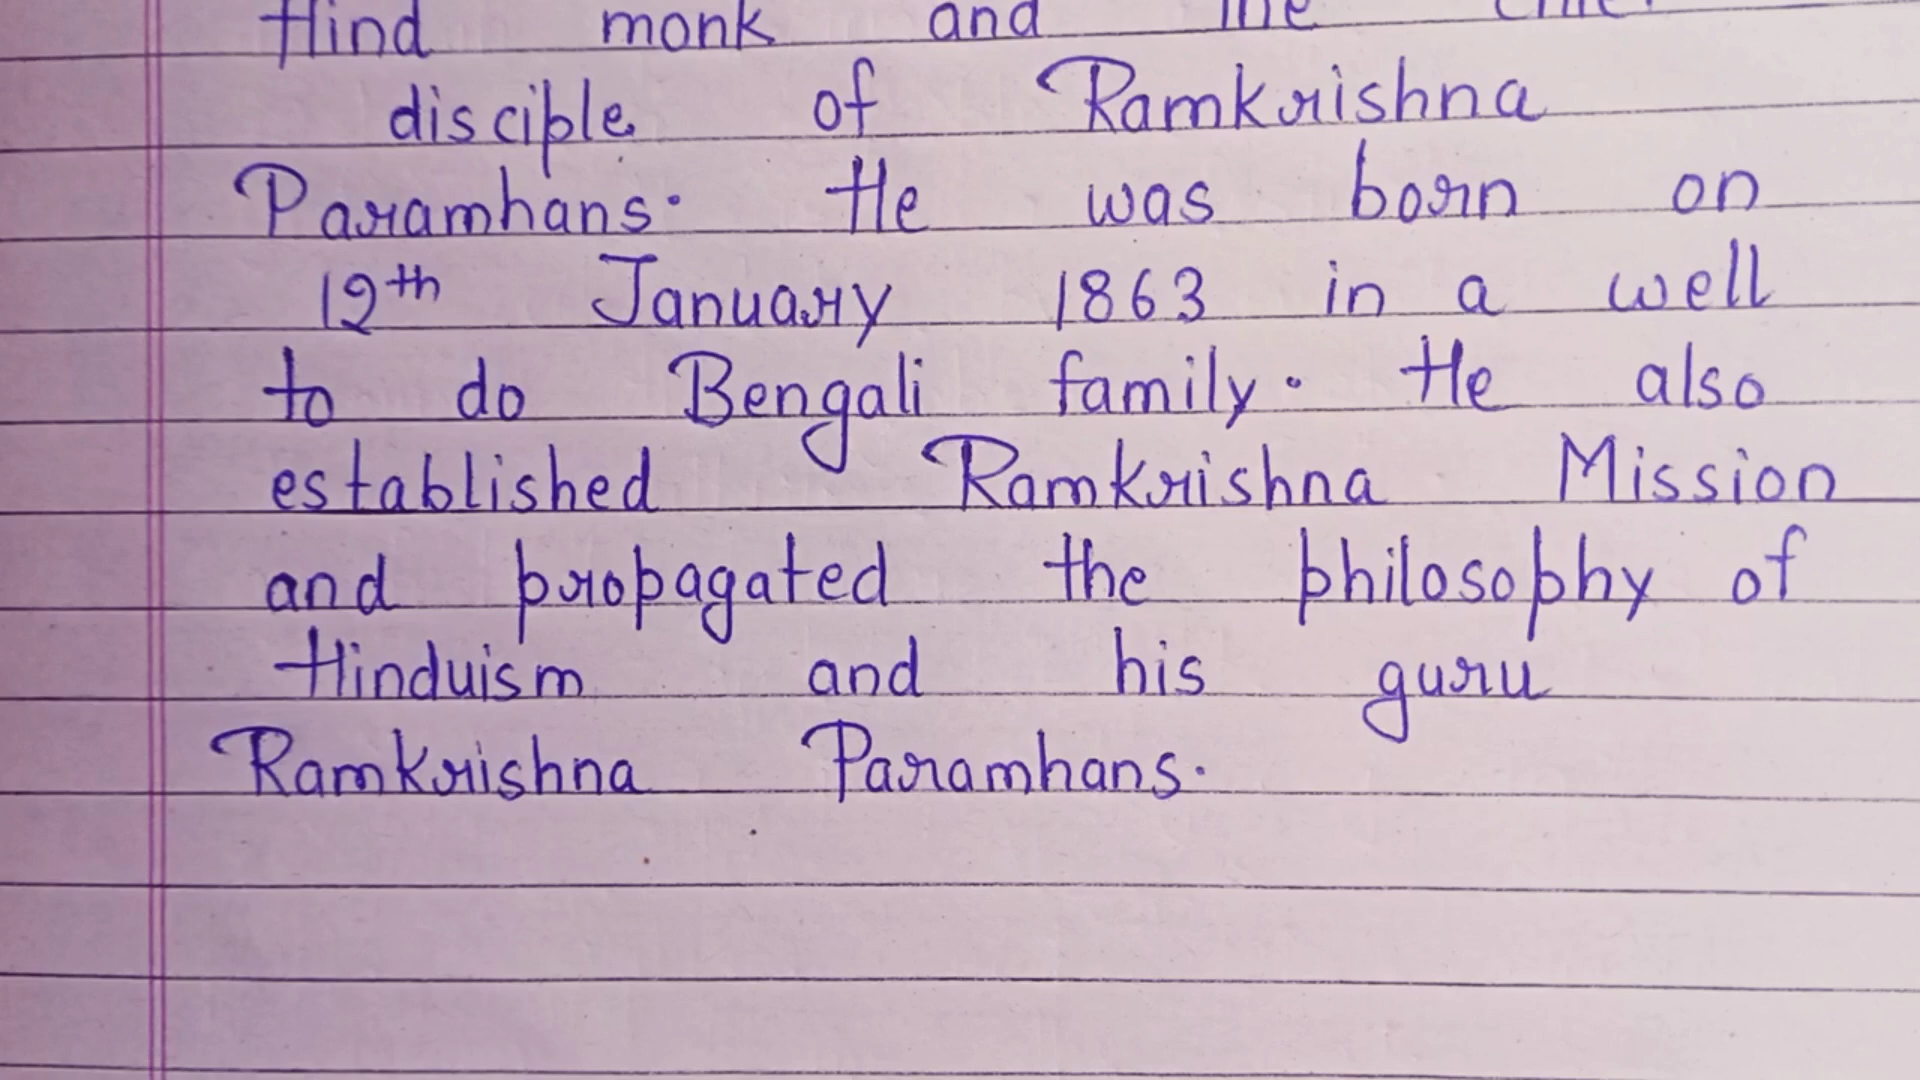 Hind monk and the
disciple of Ramkrishna
Paramhans. He was born on
12th January 1863 in a well
to do Bengali family. He also
established Ramkrishna Mission
and propagated the philosophy of
Hinduism and his guru
Ramkrishna Paramhans.